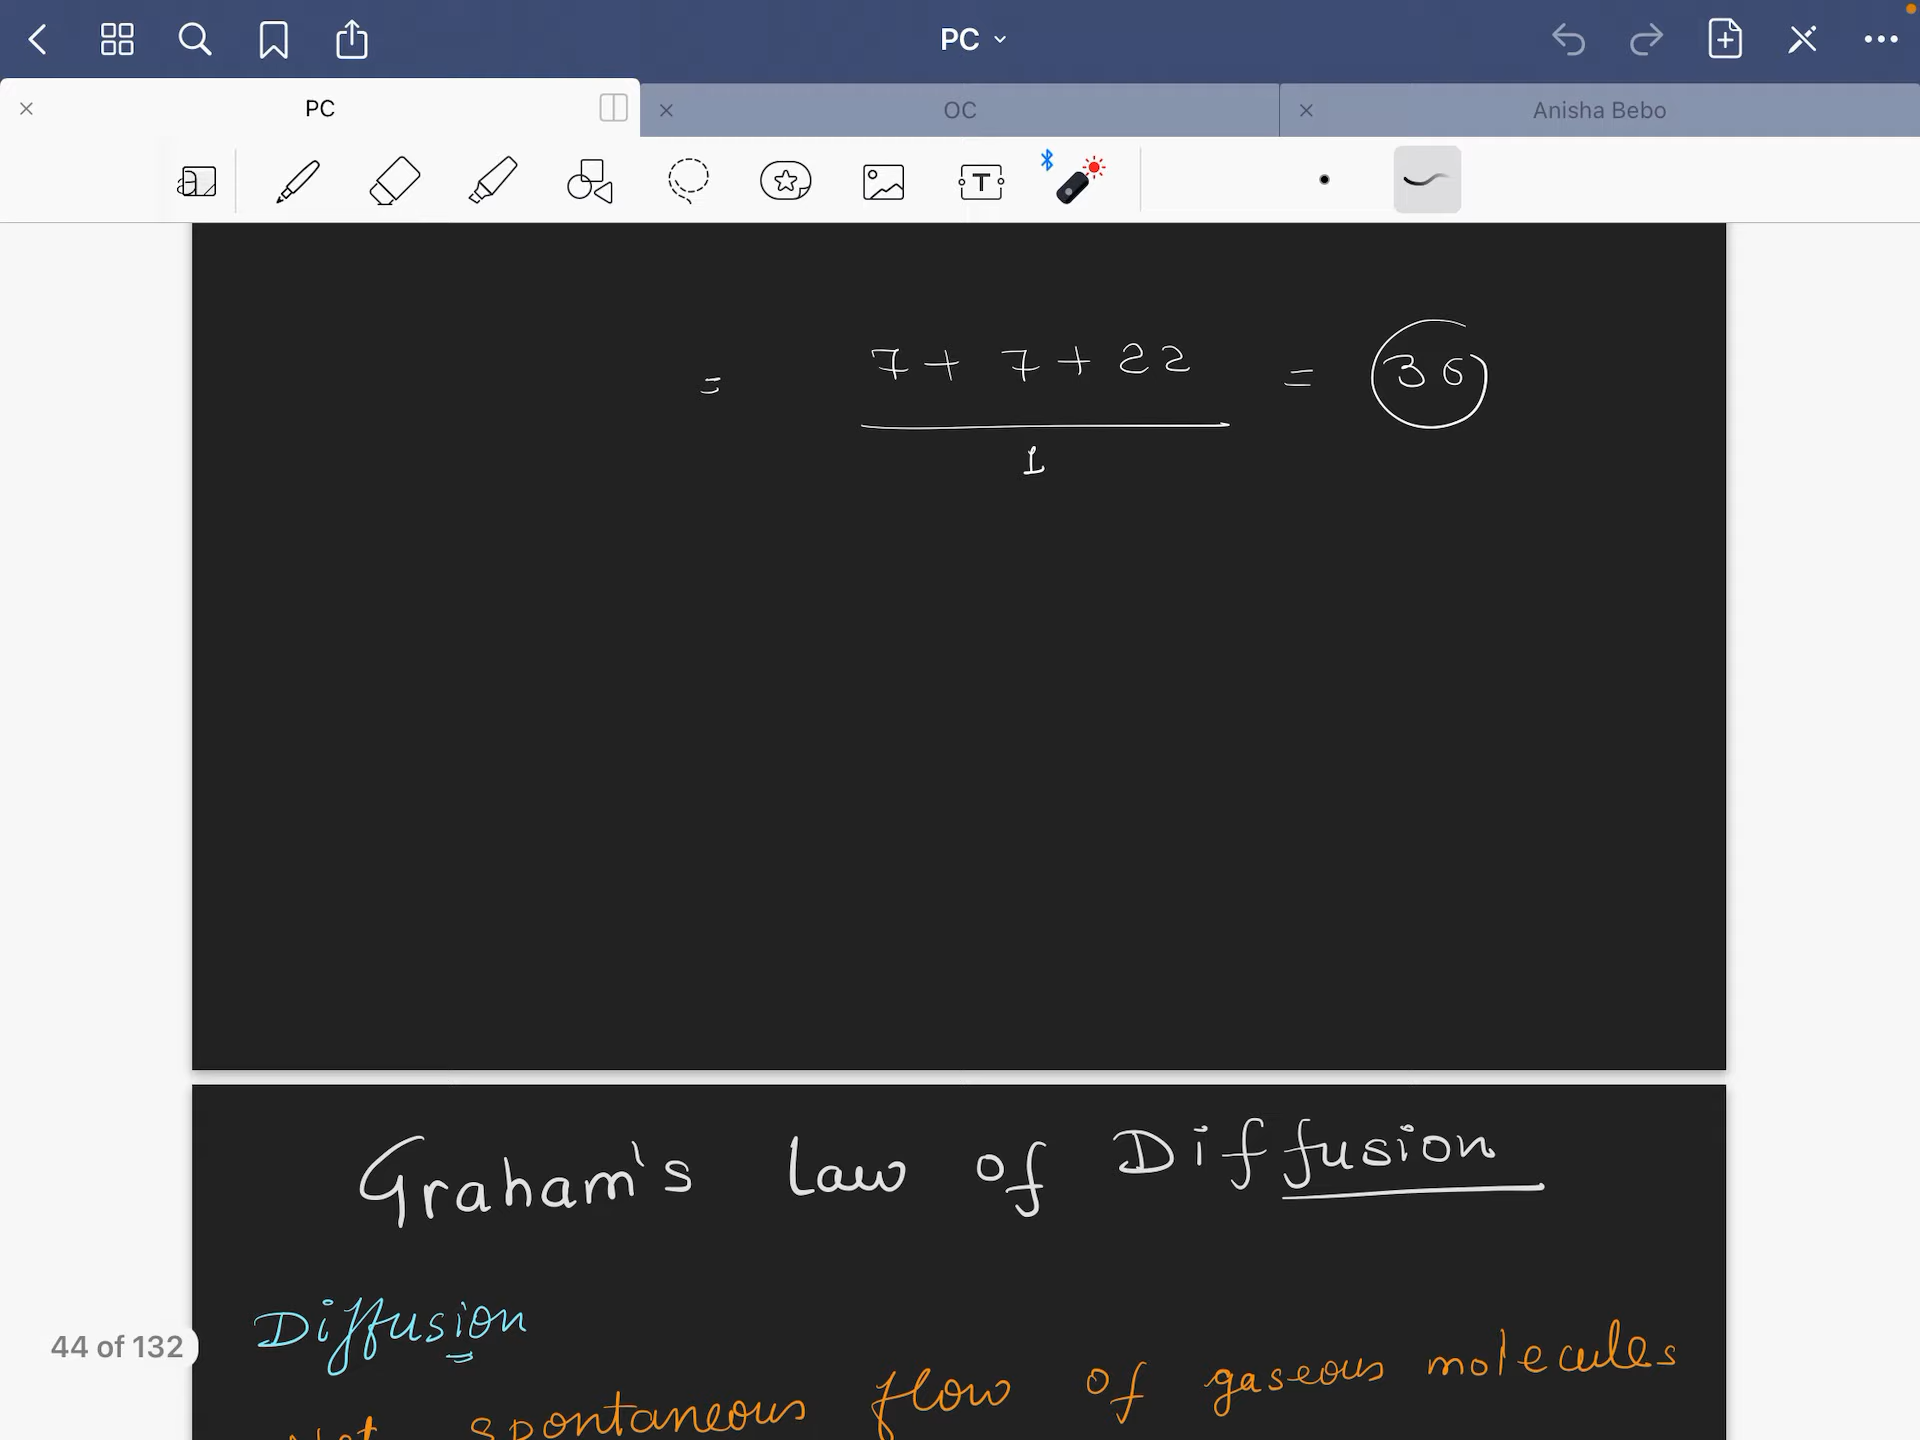 PC
PC
OC
Anisha Bebo
T
= 7 + 7 + 22 = 36
1
Graham's Law of Diffusion
Diffusion
44 of 132
Net spontaneous flow of gaseous molecules